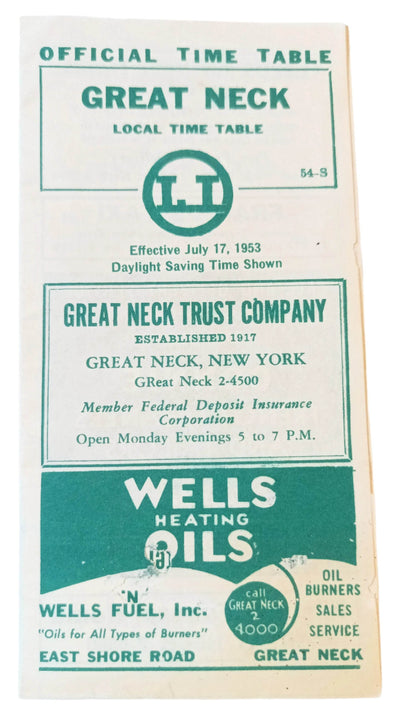 OFFICIAL TIME TABLE
GREAT NECK
LOCAL TIME TABLE
54-S
LI
Effective July 17, 1953
Daylight Saving Time Shown
GREAT NECK TRUST COMPANY
ESTABLISHED 1917
GREAT NECK, NEW YORK
GReat Neck 2-4500
Member Federal Deposit Insurance
Corporation
Open Monday Evenings 5 to 7 P.M.
WELLS
HEATING
OILS
WELLS FUEL, Inc.
"Oils for All Types of Burners"
EAST SHORE ROAD
call
GREAT NECK
2
4000
OIL
BURNERS
SALES
SERVICE
GREAT NECK